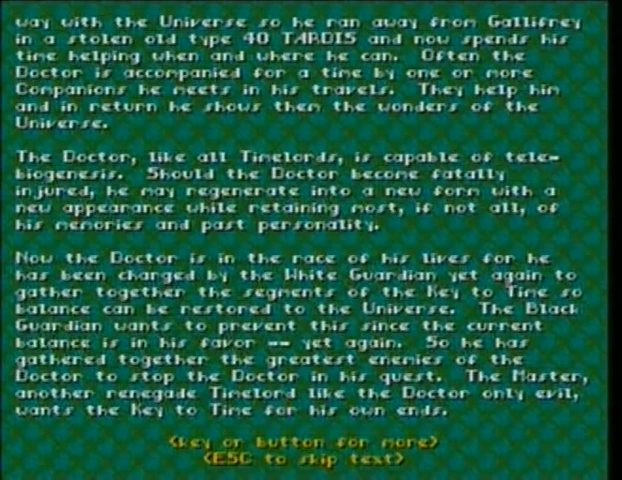 way with the Universe so he ran away from Gallifrey
in a stolen old type 40 TARDIS and now spends his
time helping when and where he can.  Often the
Doctor is accompanied for a time by one or more
Companions he meets in his travels.  They help him
and in return he shows them the wonders of the
Universe.
The Doctor, like all Timelords, is capable of tele-
biogenesis.  Should the Doctor become fatally
injured, he may regenerate into a new form with a
new appearance while retaining most, if not all, of
his memories and past personality.
Now the Doctor is in the race of his lives for he
has been changed by the White Guardian yet again to
gather together the segments of the Key to Time so
balance can be restored to the Universe.  The Black
Guardian wants to prevent this since the current
balance is in his favor -- yet again.  So he has
gathered together the greatest enemies of the
Doctor to stop the Doctor in his quest.  The Master,
another renegade Timelord like the Doctor only evil,
wants the Key to Time for his own ends.
<key or button for more>
<ESC to skip text>